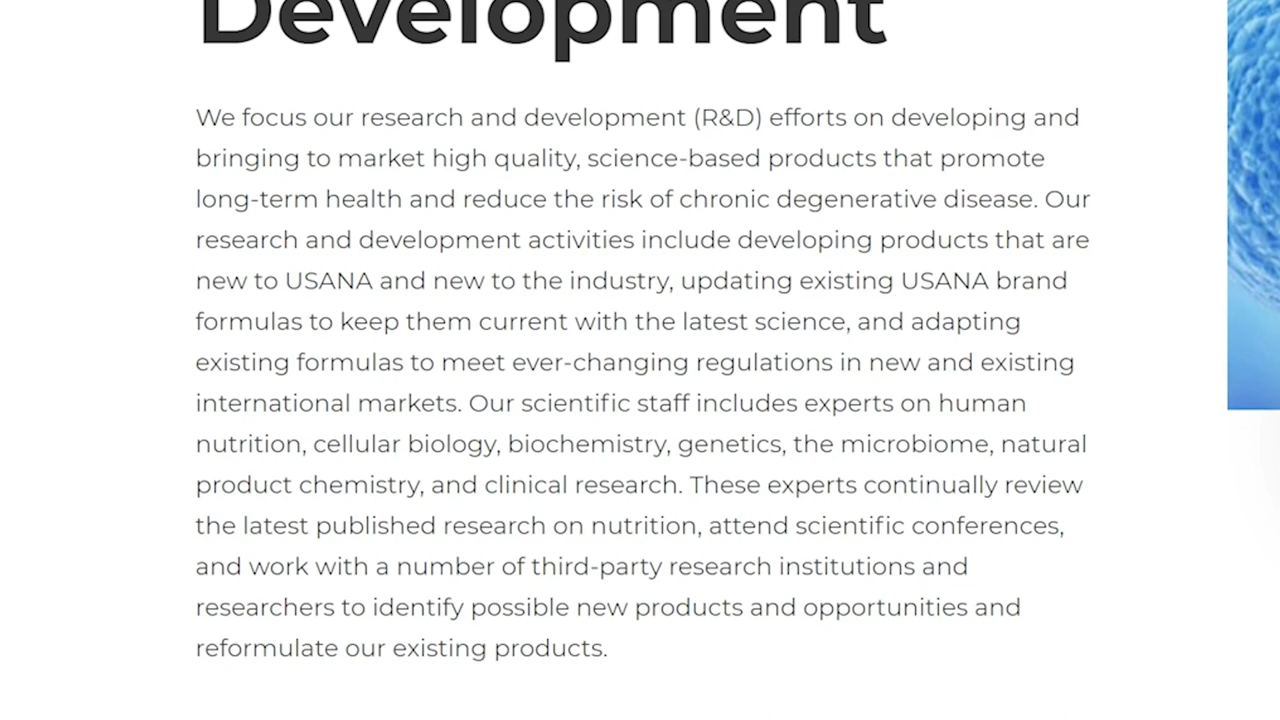 Development
We focus our research and development (R&D) efforts on developing and
bringing to market high quality, science-based products that promote
long-term health and reduce the risk of chronic degenerative disease. Our
research and development activities include developing products that are
new to USANA and new to the industry, updating existing USANA brand
formulas to keep them current with the latest science, and adapting
existing formulas to meet ever-changing regulations in new and existing
international markets. Our scientific staff includes experts on human
nutrition, cellular biology, biochemistry, genetics, the microbiome, natural
product chemistry, and clinical research. These experts continually review
the latest published research on nutrition, attend scientific conferences,
and work with a number of third-party research institutions and
researchers to identify possible new products and opportunities and
reformulate our existing products.